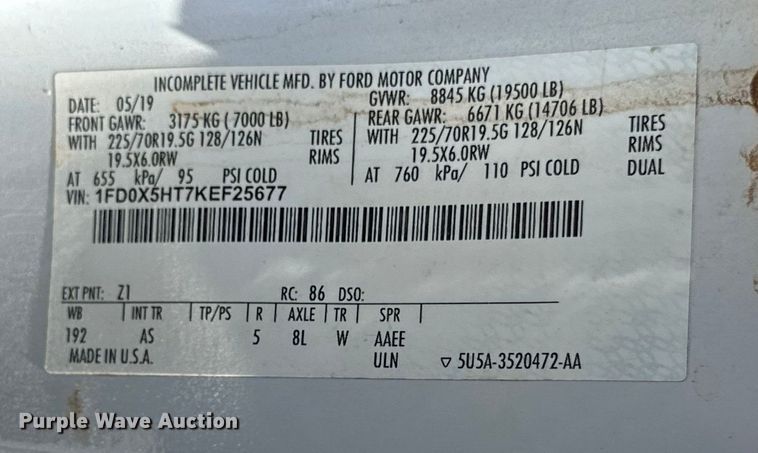 INCOMPLETE VEHICLE MFD. BY FORD MOTOR COMPANY
DATE: 05/19 GVWR: 8845 KG (19500 LB)
FRONT GAWR: 3175 KG ( 7000 LB) REAR GAWR: 6671 KG (14706 LB)
WITH 225/70R19.5G 128/126N TIRES WITH 225/70R19.5G 128/126N TIRES
19.5X6.0RW RIMS 19.5X6.0RW RIMS
AT 655 kPa/ 95 PSI COLD AT 760 kPa/ 110 PSI COLD DUAL
VIN: 1FD0X5HT7KEF25677
EXT PNT: Z1 RC: 86 DSO:
WB INT TR TP/PS R AXLE TR SPR
192 AS 5 8L W AAEE
MADE IN U.S.A. ULN ▽ 5U5A-3520472-AA
Purple Wave Auction